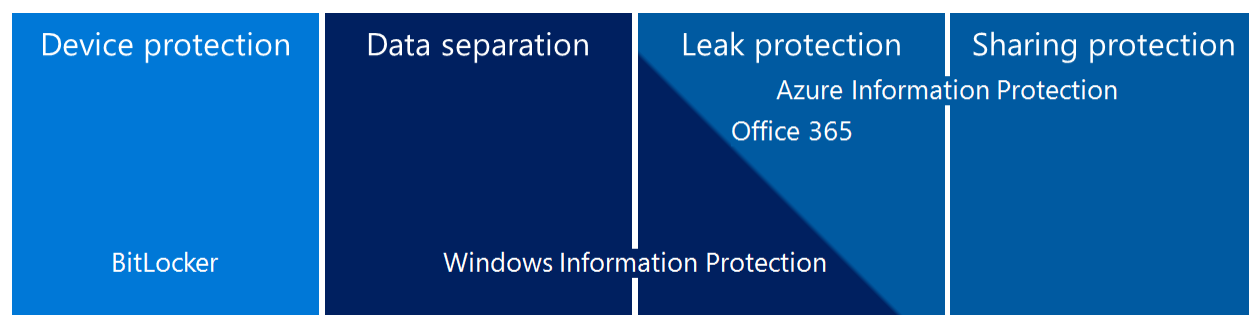 Device protection
Data separation
Leak protection
Sharing protection
Azure Information Protection
Office 365
BitLocker
Windows Information Protection